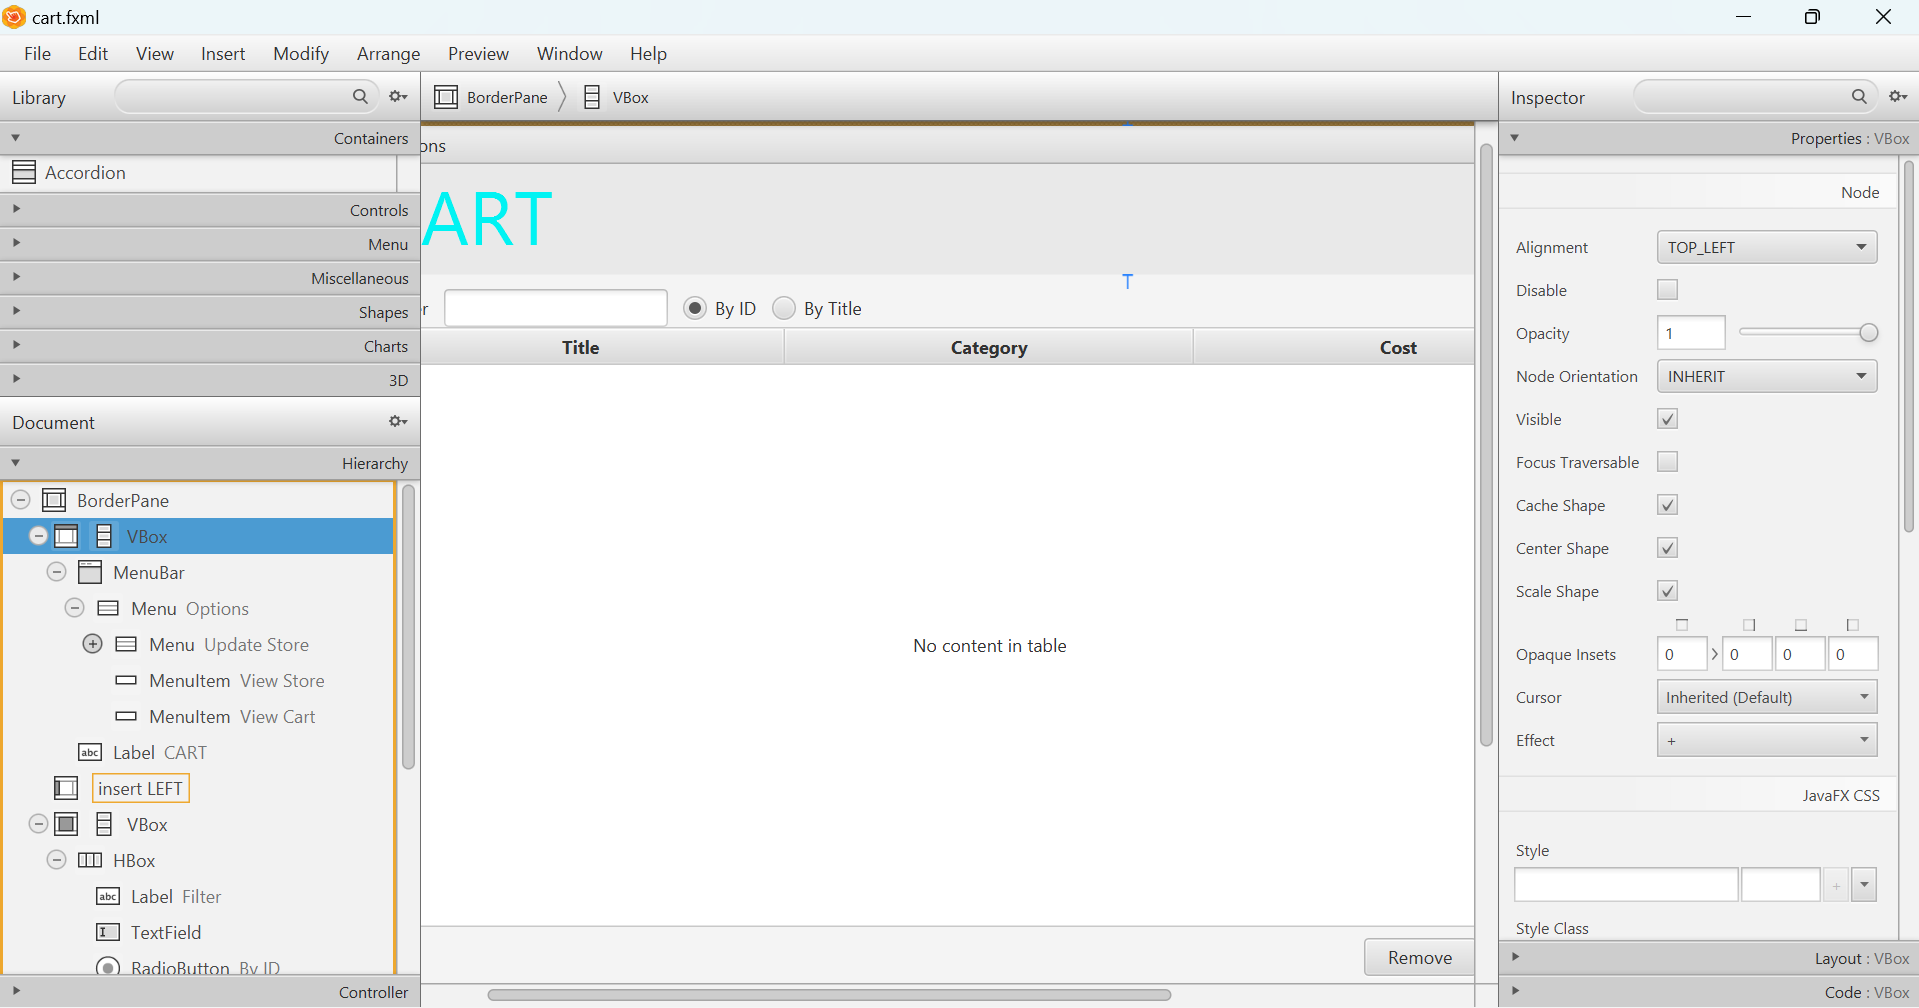 cart.fxml
File Edit View Insert Modify Arrange Preview Window Help
Library
Containers
Accordion
Controls
Menu
Miscellaneous
Shapes
Charts
3D
Document
Hierarchy
BorderPane
VBox
MenuBar
Menu Options
Menu Update Store
MenuItem View Store
MenuItem View Cart
abc Label CART
insert LEFT
VBox
HBox
abc Label Filter
TextField
RadioButton By ID
Controller
BorderPane VBox
ons
ART
r By ID By Title
Title Category Cost
No content in table
Remove
Inspector
Properties : VBox
Node
Alignment TOP_LEFT
Disable
Opacity 1
Node Orientation INHERIT
Visible
Focus Traversable
Cache Shape
Center Shape
Scale Shape
Opaque Insets 0 > 0 0 0
Cursor Inherited (Default)
Effect +
JavaFX CSS
Style
+
Style Class
Layout : VBox
Code : VBox